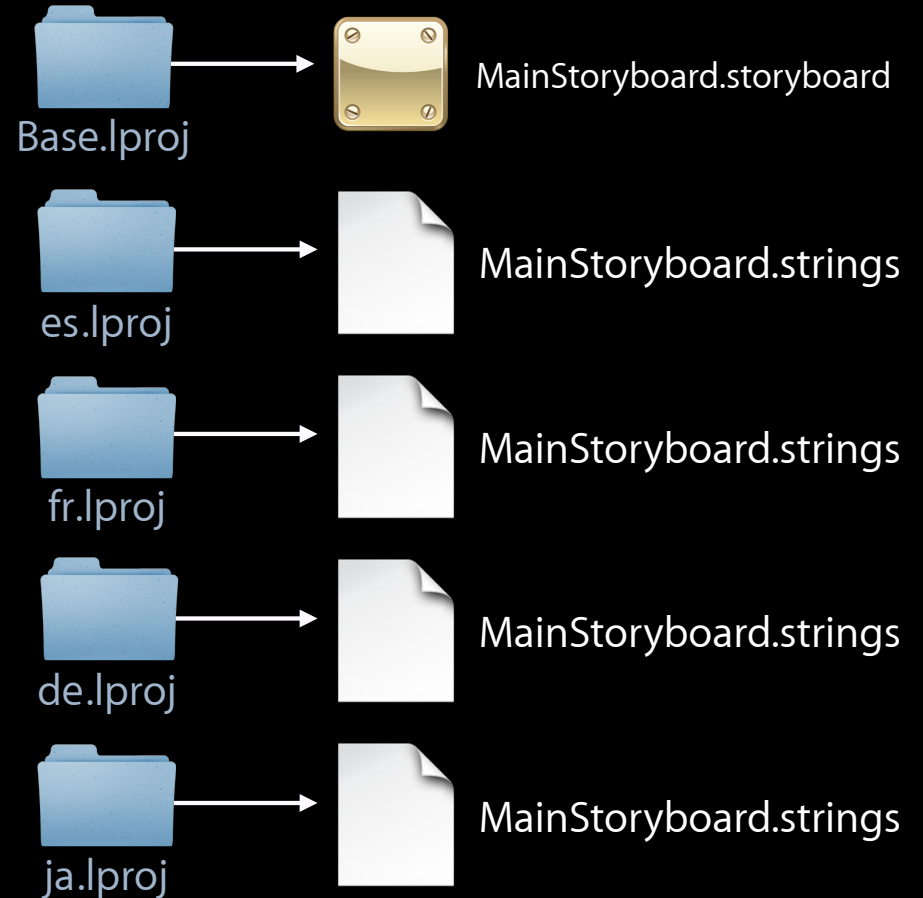 MainStoryboard.storyboard
Base.lproj
MainStoryboard.strings
es.lproj
MainStoryboard.strings
fr.lproj
MainStoryboard.strings
de.lproj
MainStoryboard.strings
ja.lproj